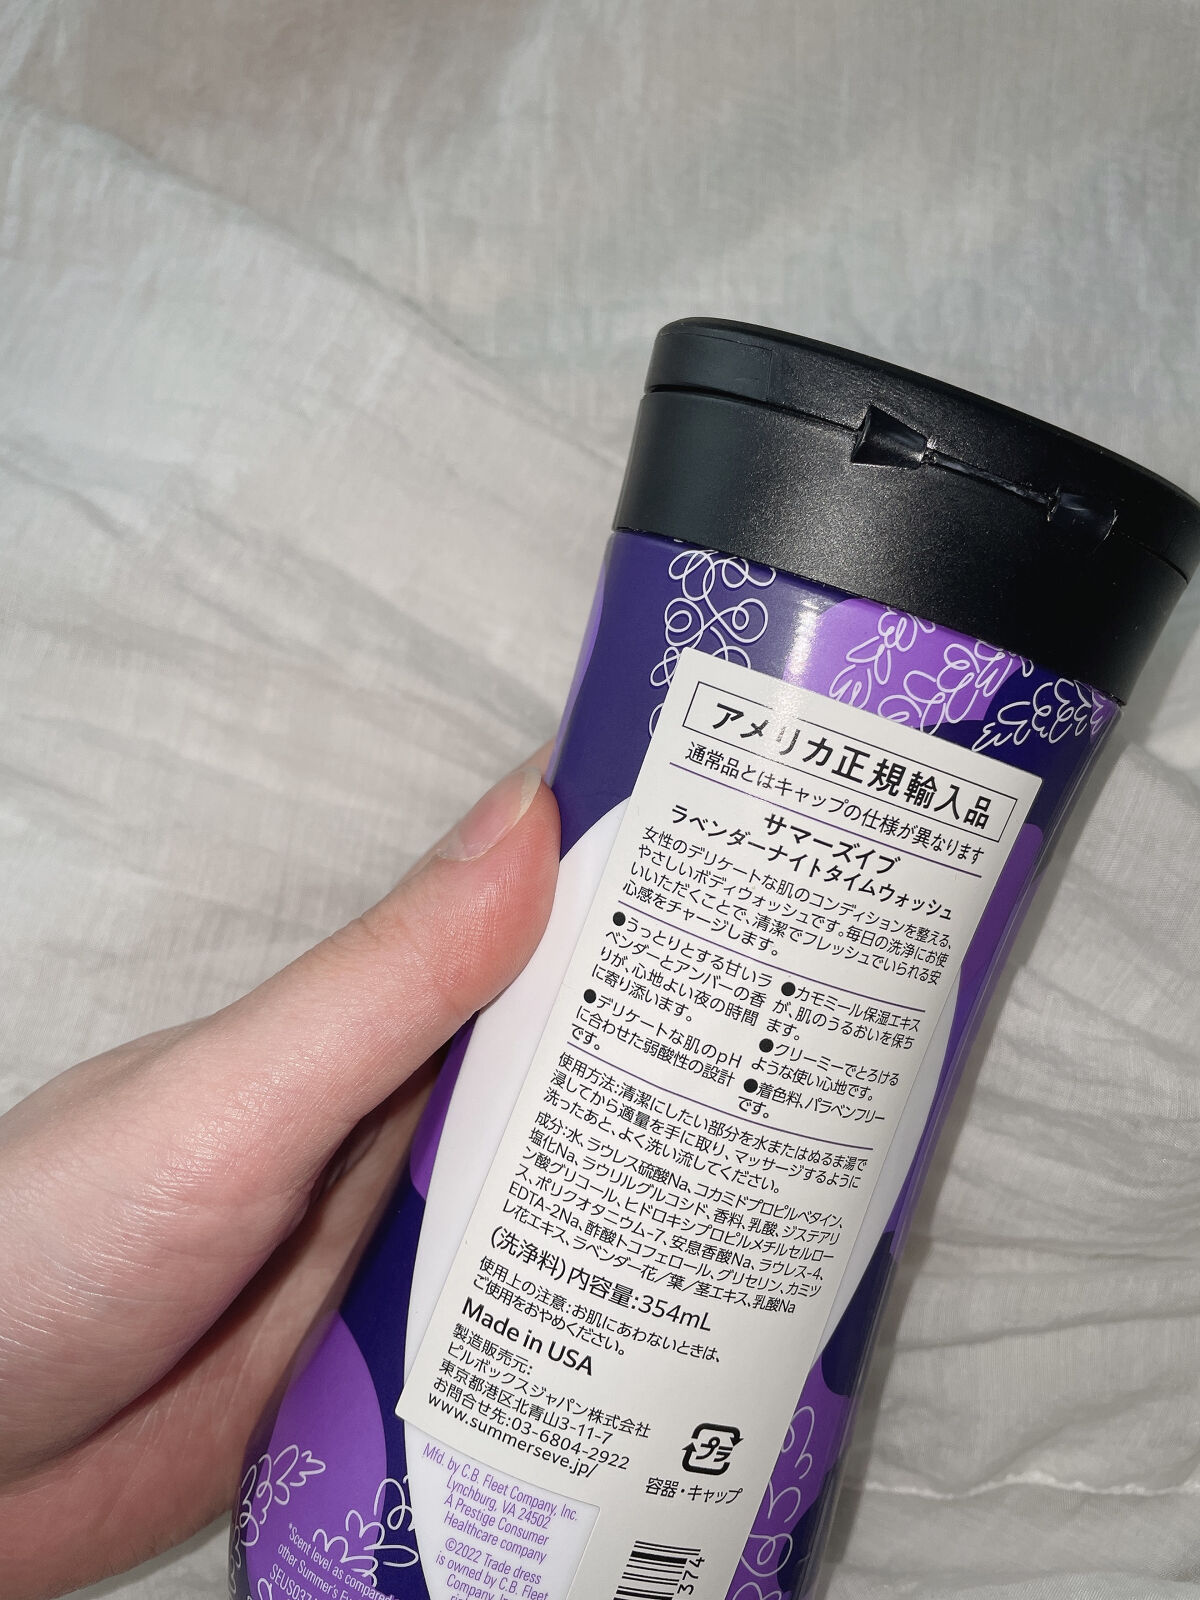 アメリカ正規輸入品
通常品とはキャップの仕様が異なります
サマーズイブ
ラベンダーナイトタイムウォッシュ
女性のデリケートな肌のコンディションを整える、
やさしいボディウォッシュです。毎日の洗浄にお使
いいただくことで、清潔でフレッシュでいられる安
心感をチャージします。
●うっとりとする甘いラ
ベンダーとアンバーの香
りが、心地よい夜の時間
に寄り添います。
●デリケートな肌のpH
に合わせた弱酸性の設計
です。
●カモミール保湿エキス
が、肌のうるおいを保ち
ます。
●クリーミーでとろける
ような使い心地です。
●着色料、パラベンフリー
です。
使用方法:清潔にしたい部分を水またはぬるま湯で
浸してから適量を手に取り、マッサージするように
洗ったあと、よく洗い流してください。
成分:水、ラウレス硫酸Na、コカミドプロピルベタイン、
塩化Na、ラウリルグルコシド、香料、乳酸、ジステアリ
ン酸グリコール、ヒドロキシプロピルメチルセルロー
ス、ポリクオタニウム-7、安息香酸Na、ラウレス-4、
EDTA-2Na、酢酸トコフェロール、グリセリン、カミツ
レ花エキス、ラベンダー花/葉/茎エキス、乳酸Na
(洗浄料)内容量:354mL
使用上の注意:お肌にあわないときは、
ご使用をおやめください。
Made in USA
製造販売元:
ピルボックスジャパン株式会社
東京都港区北青山3-11-7
お問合せ先:03-6804-2922
www.summerseve.jp/
プラ
容器・キャップ
Mfd. by C.B. Fleet Company, Inc.
Lynchburg, VA 24502
A Prestige Consumer
Healthcare company
©2022 Trade dress
is owned by C.B. Fleet
Company, Inc.
*Scent level as compared
other Summer's
374